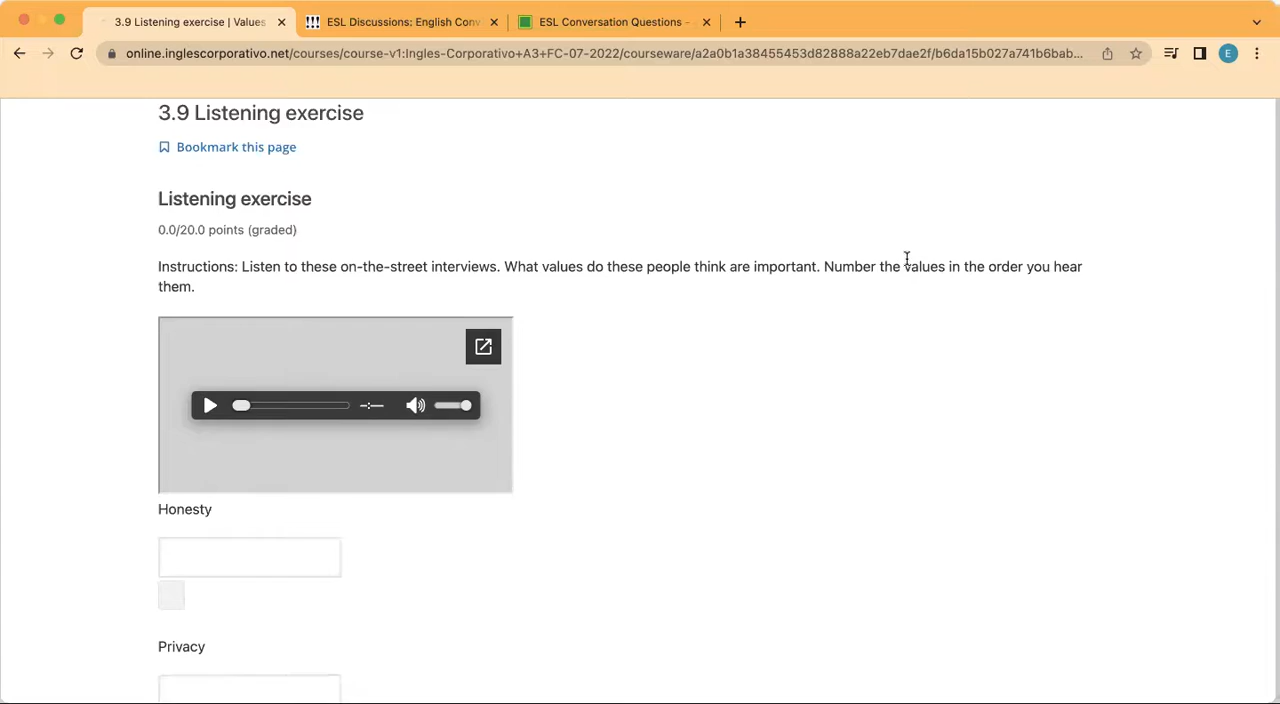 3.9 Listening exercise | Values
ESL Discussions: English Conv
ESL Conversation Questions -
online.inglescorporativo.net/courses/course-v1:Ingles-Corporativo+A3+FC-07-2022/courseware/a2a0b1a38455453d82888a22eb7dae2f/b6da15b027a741b6bab...
E
3.9 Listening exercise
Bookmark this page
Listening exercise
0.0/20.0 points (graded)
Instructions: Listen to these on-the-street interviews. What values do these people think are important. Number the values in the order you hear
them.
-:--
Honesty
Privacy